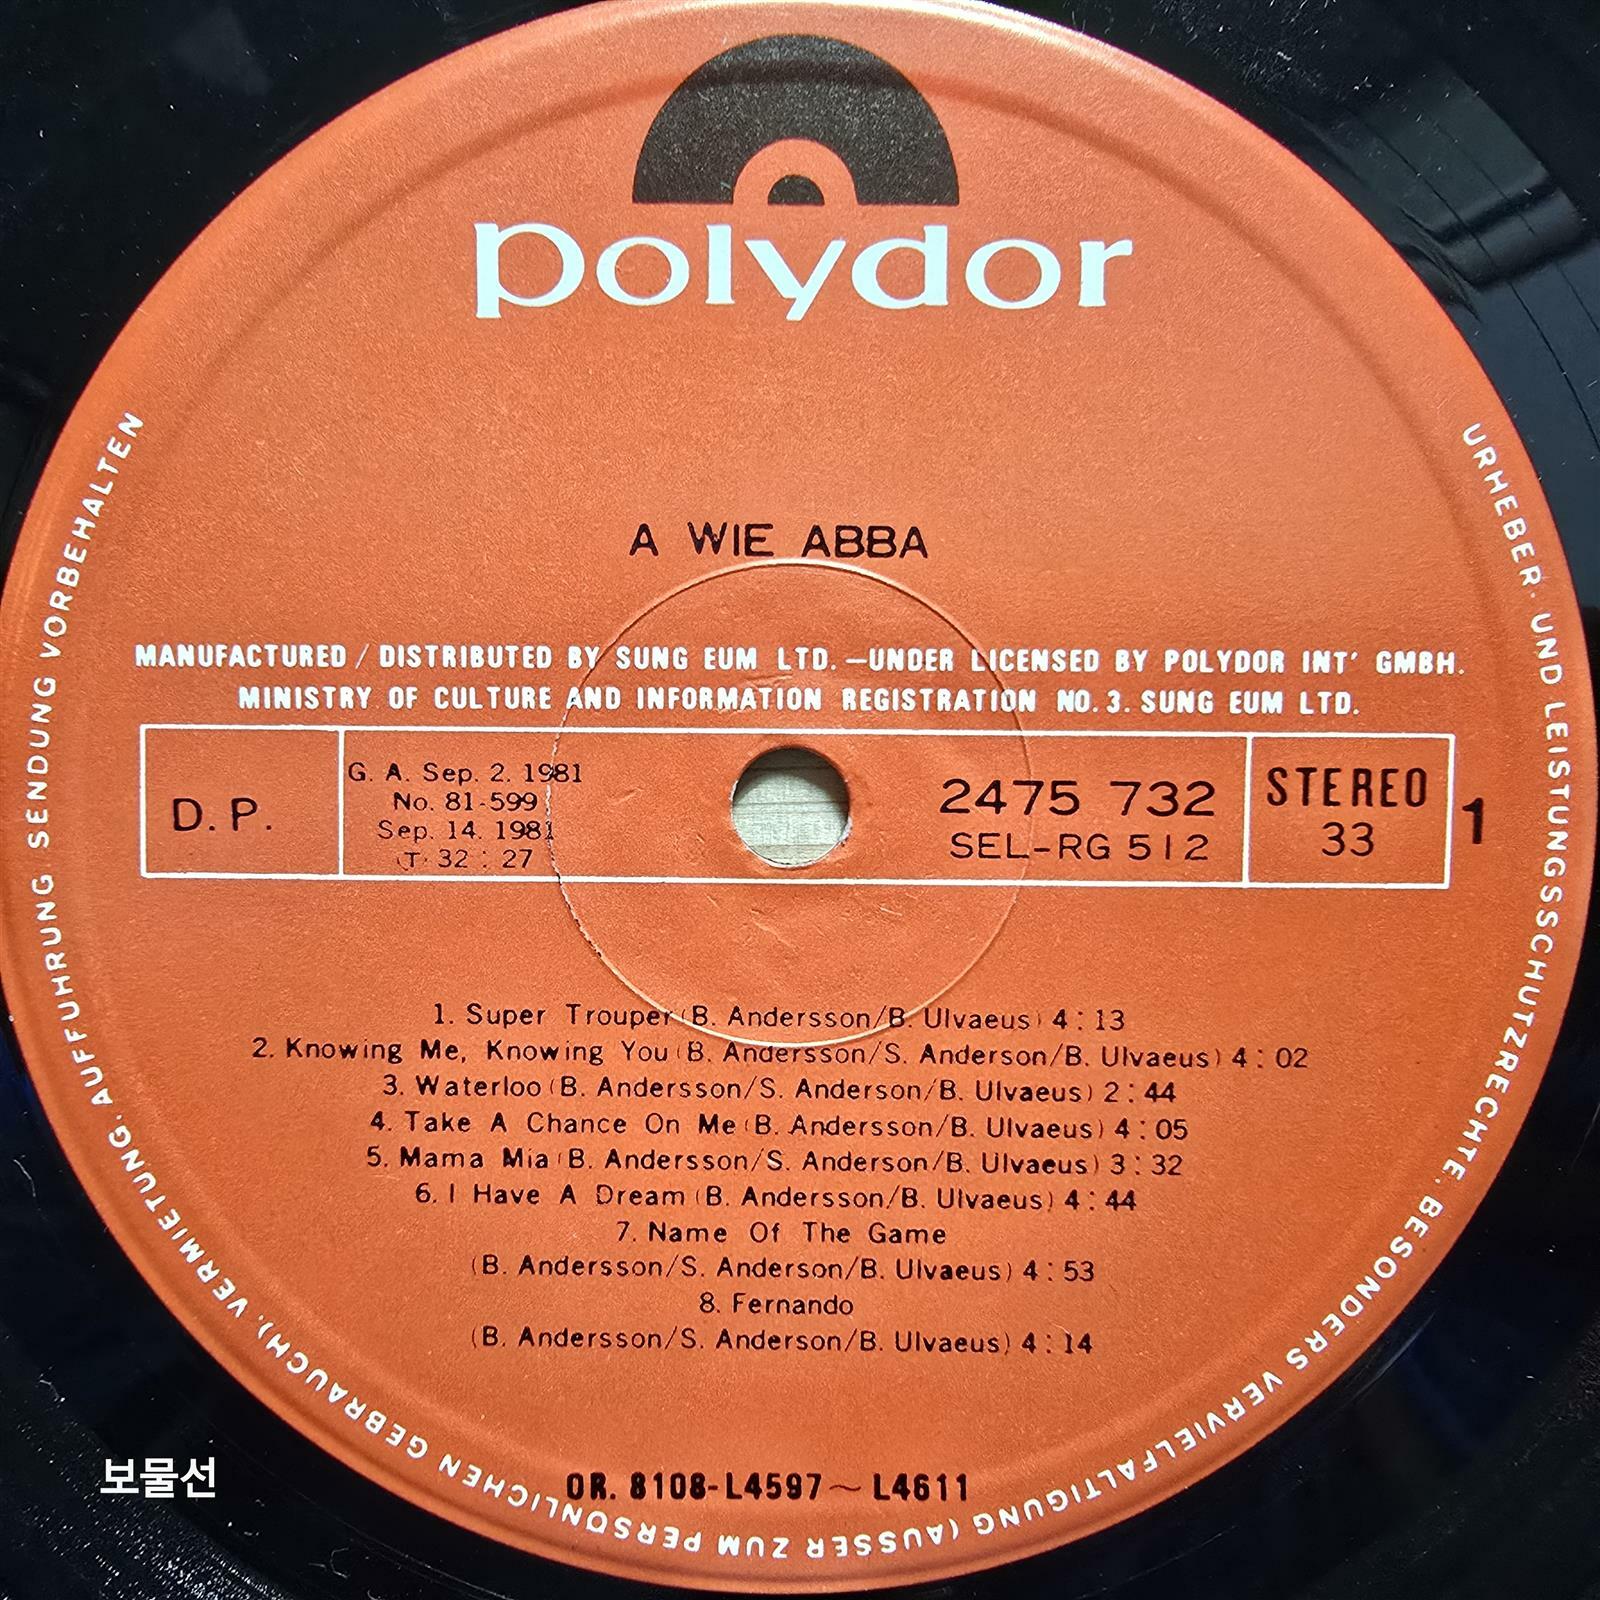 polydor
A WIE ABBA
MANUFACTURED / DISTRIBUTED BY SUNG EUM LTD. —UNDER LICENSED BY POLYDOR INT' GMBH.
MINISTRY OF CULTURE AND INFORMATION REGISTRATION NO. 3. SUNG EUM LTD.
D. P.
G. A. Sep. 2. 1981
No. 81-599
Sep. 14. 1981
(T: 32 : 27
2475 732
SEL-RG 512
STEREO
33
1
1. Super Trouper (B. Andersson/B. Ulvaeus) 4 : 13
2. Knowing Me, Knowing You (B. Andersson/S. Anderson/B. Ulvaeus) 4 : 02
3. Waterloo (B. Andersson/S. Anderson/B. Ulvaeus) 2 : 44
4. Take A Chance On Me (B. Andersson/B. Ulvaeus) 4 : 05
5. Mama Mia (B. Andersson/S. Anderson/B. Ulvaeus) 3 : 32
6. I Have A Dream (B. Andersson/B. Ulvaeus) 4 : 44
7. Name Of The Game
(B. Andersson/S. Anderson/B. Ulvaeus) 4 : 53
8. Fernando
(B. Andersson/S. Anderson/B. Ulvaeus) 4 : 14
OR. 8108-L4597 ~ L4611
URHEBER- UND LEISTUNGSSCHUTZRECHTE, BESONDERS VERVIELFALTIGUNG (AUSSER ZUM PERSONLICHEN GEBRAUCH), VERMIETUNG, AUFFUHRUNG, SENDUNG VORBEHALTEN
보물선